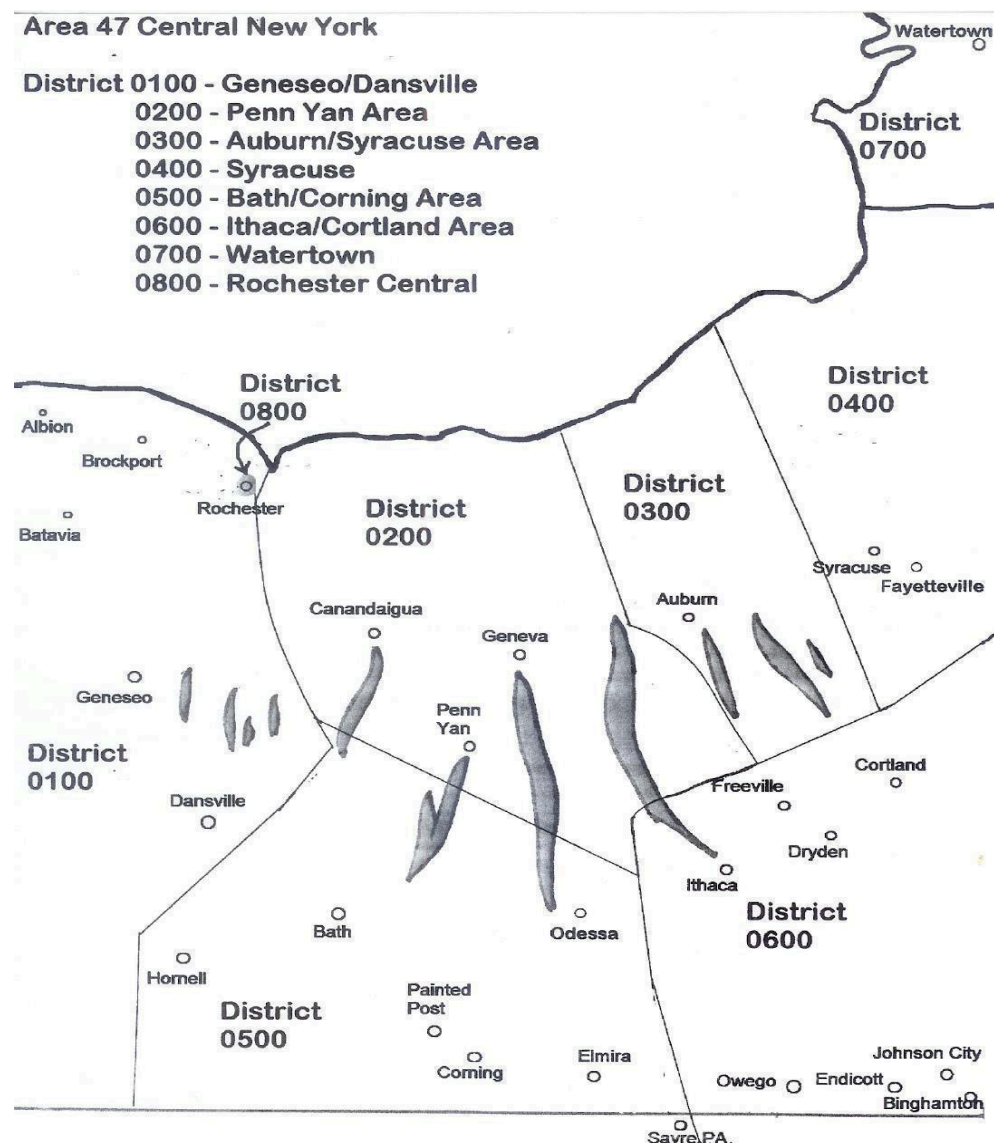 Area 47 Central New York
District 0100 - Geneseo/Dansville
0200 - Penn Yan Area
0300 - Auburn/Syracuse Area
0400 - Syracuse
0500 - Bath/Corning Area
0600 - Ithaca/Cortland Area
0700 - Watertown
0800 - Rochester Central
Watertown
District
0700
District
0800
District
0400
Albion
Brockport
Rochester
Batavia
District
0200
District
0300
Syracuse
Fayetteville
Canandaigua
Geneva
Auburn
Geneseo
Penn
Yan
District
0100
Dansville
Freeville
Cortland
Dryden
Ithaca
Bath
Odessa
District
0600
Hornell
District
0500
Painted
Post
Corning
Elmira
Owego
Endicott
Johnson City
Binghamton
Sayre PA.